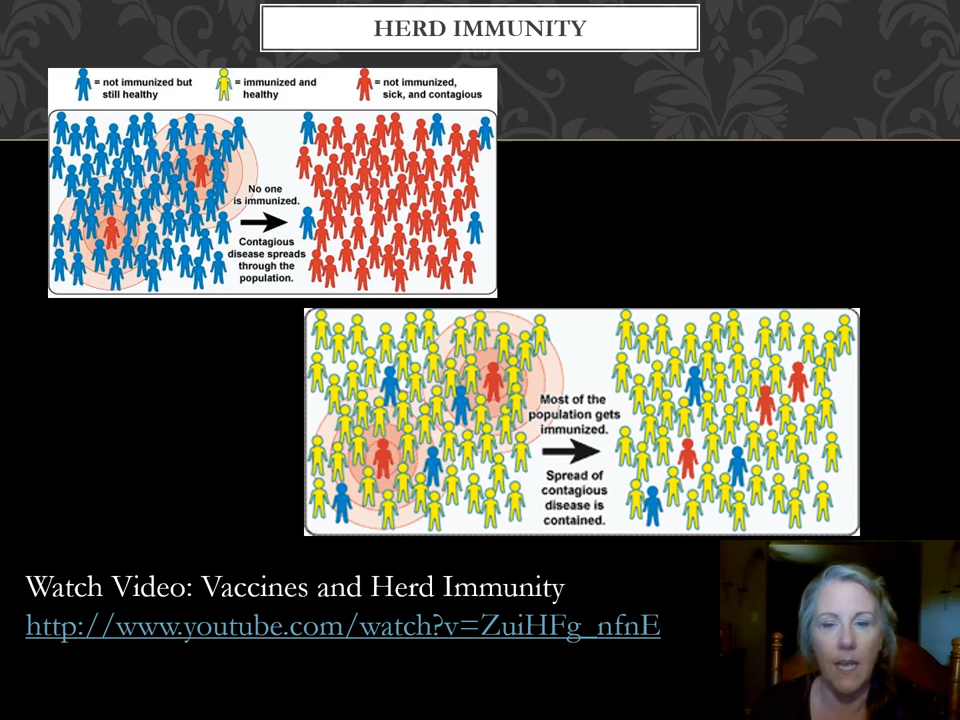 HERD IMMUNITY
= not immunized but
still healthy
= immunized and
healthy
= not immunized,
sick, and contagious
No one
is immunized.
Contagious
disease spreads
through the
population.
Most of the
population gets
immunized.
Spread of
contagious
disease is
contained.
Watch Video: Vaccines and Herd Immunity
http://www.youtube.com/watch?v=ZuiHFg_nfnE